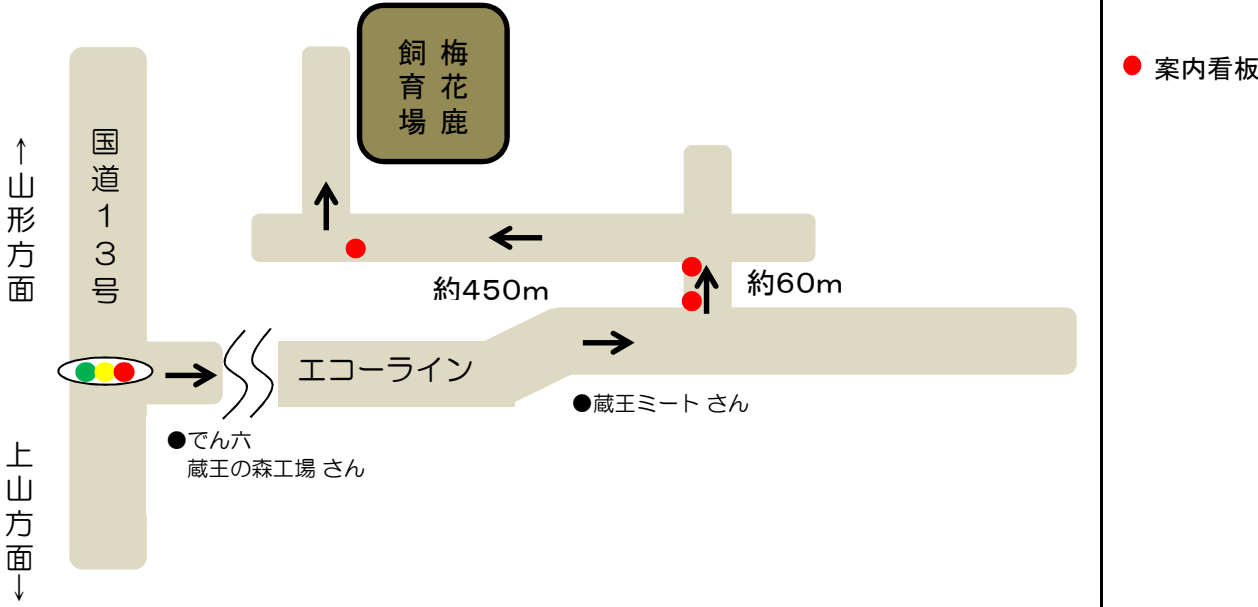 梅花鹿
飼育場
案内看板
国道１３号
←山形方面
約450ｍ
約60ｍ
エコーライン
●蔵王ミート さん
●でん六
蔵王の森工場 さん
上山方面→